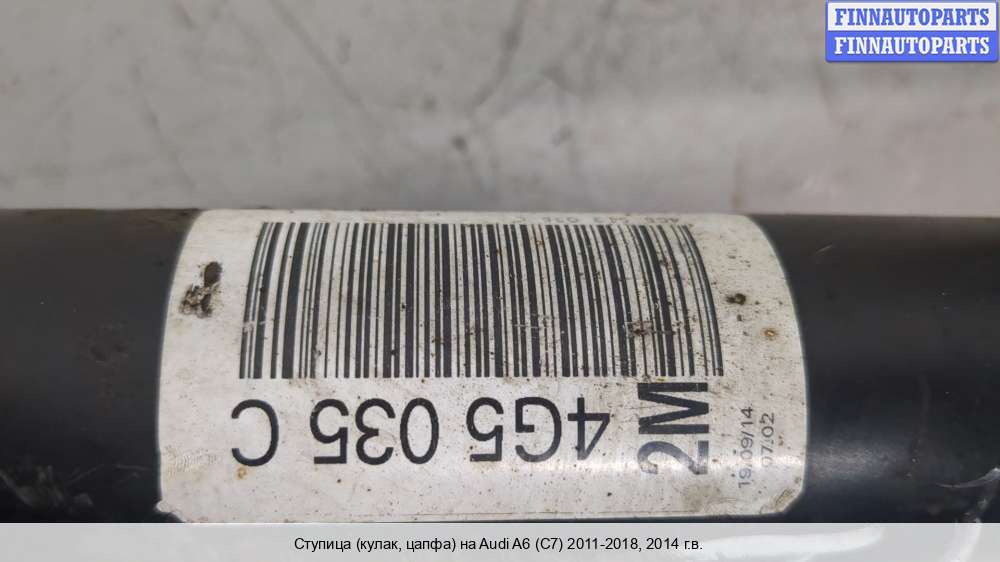 FINNAUTOPARTS
FINNAUTOPARTS
4G5 035 C
2M
19/09/14
07:02
Ступица (кулак, цапфа) на Audi A6 (C7) 2011-2018, 2014 г.в.